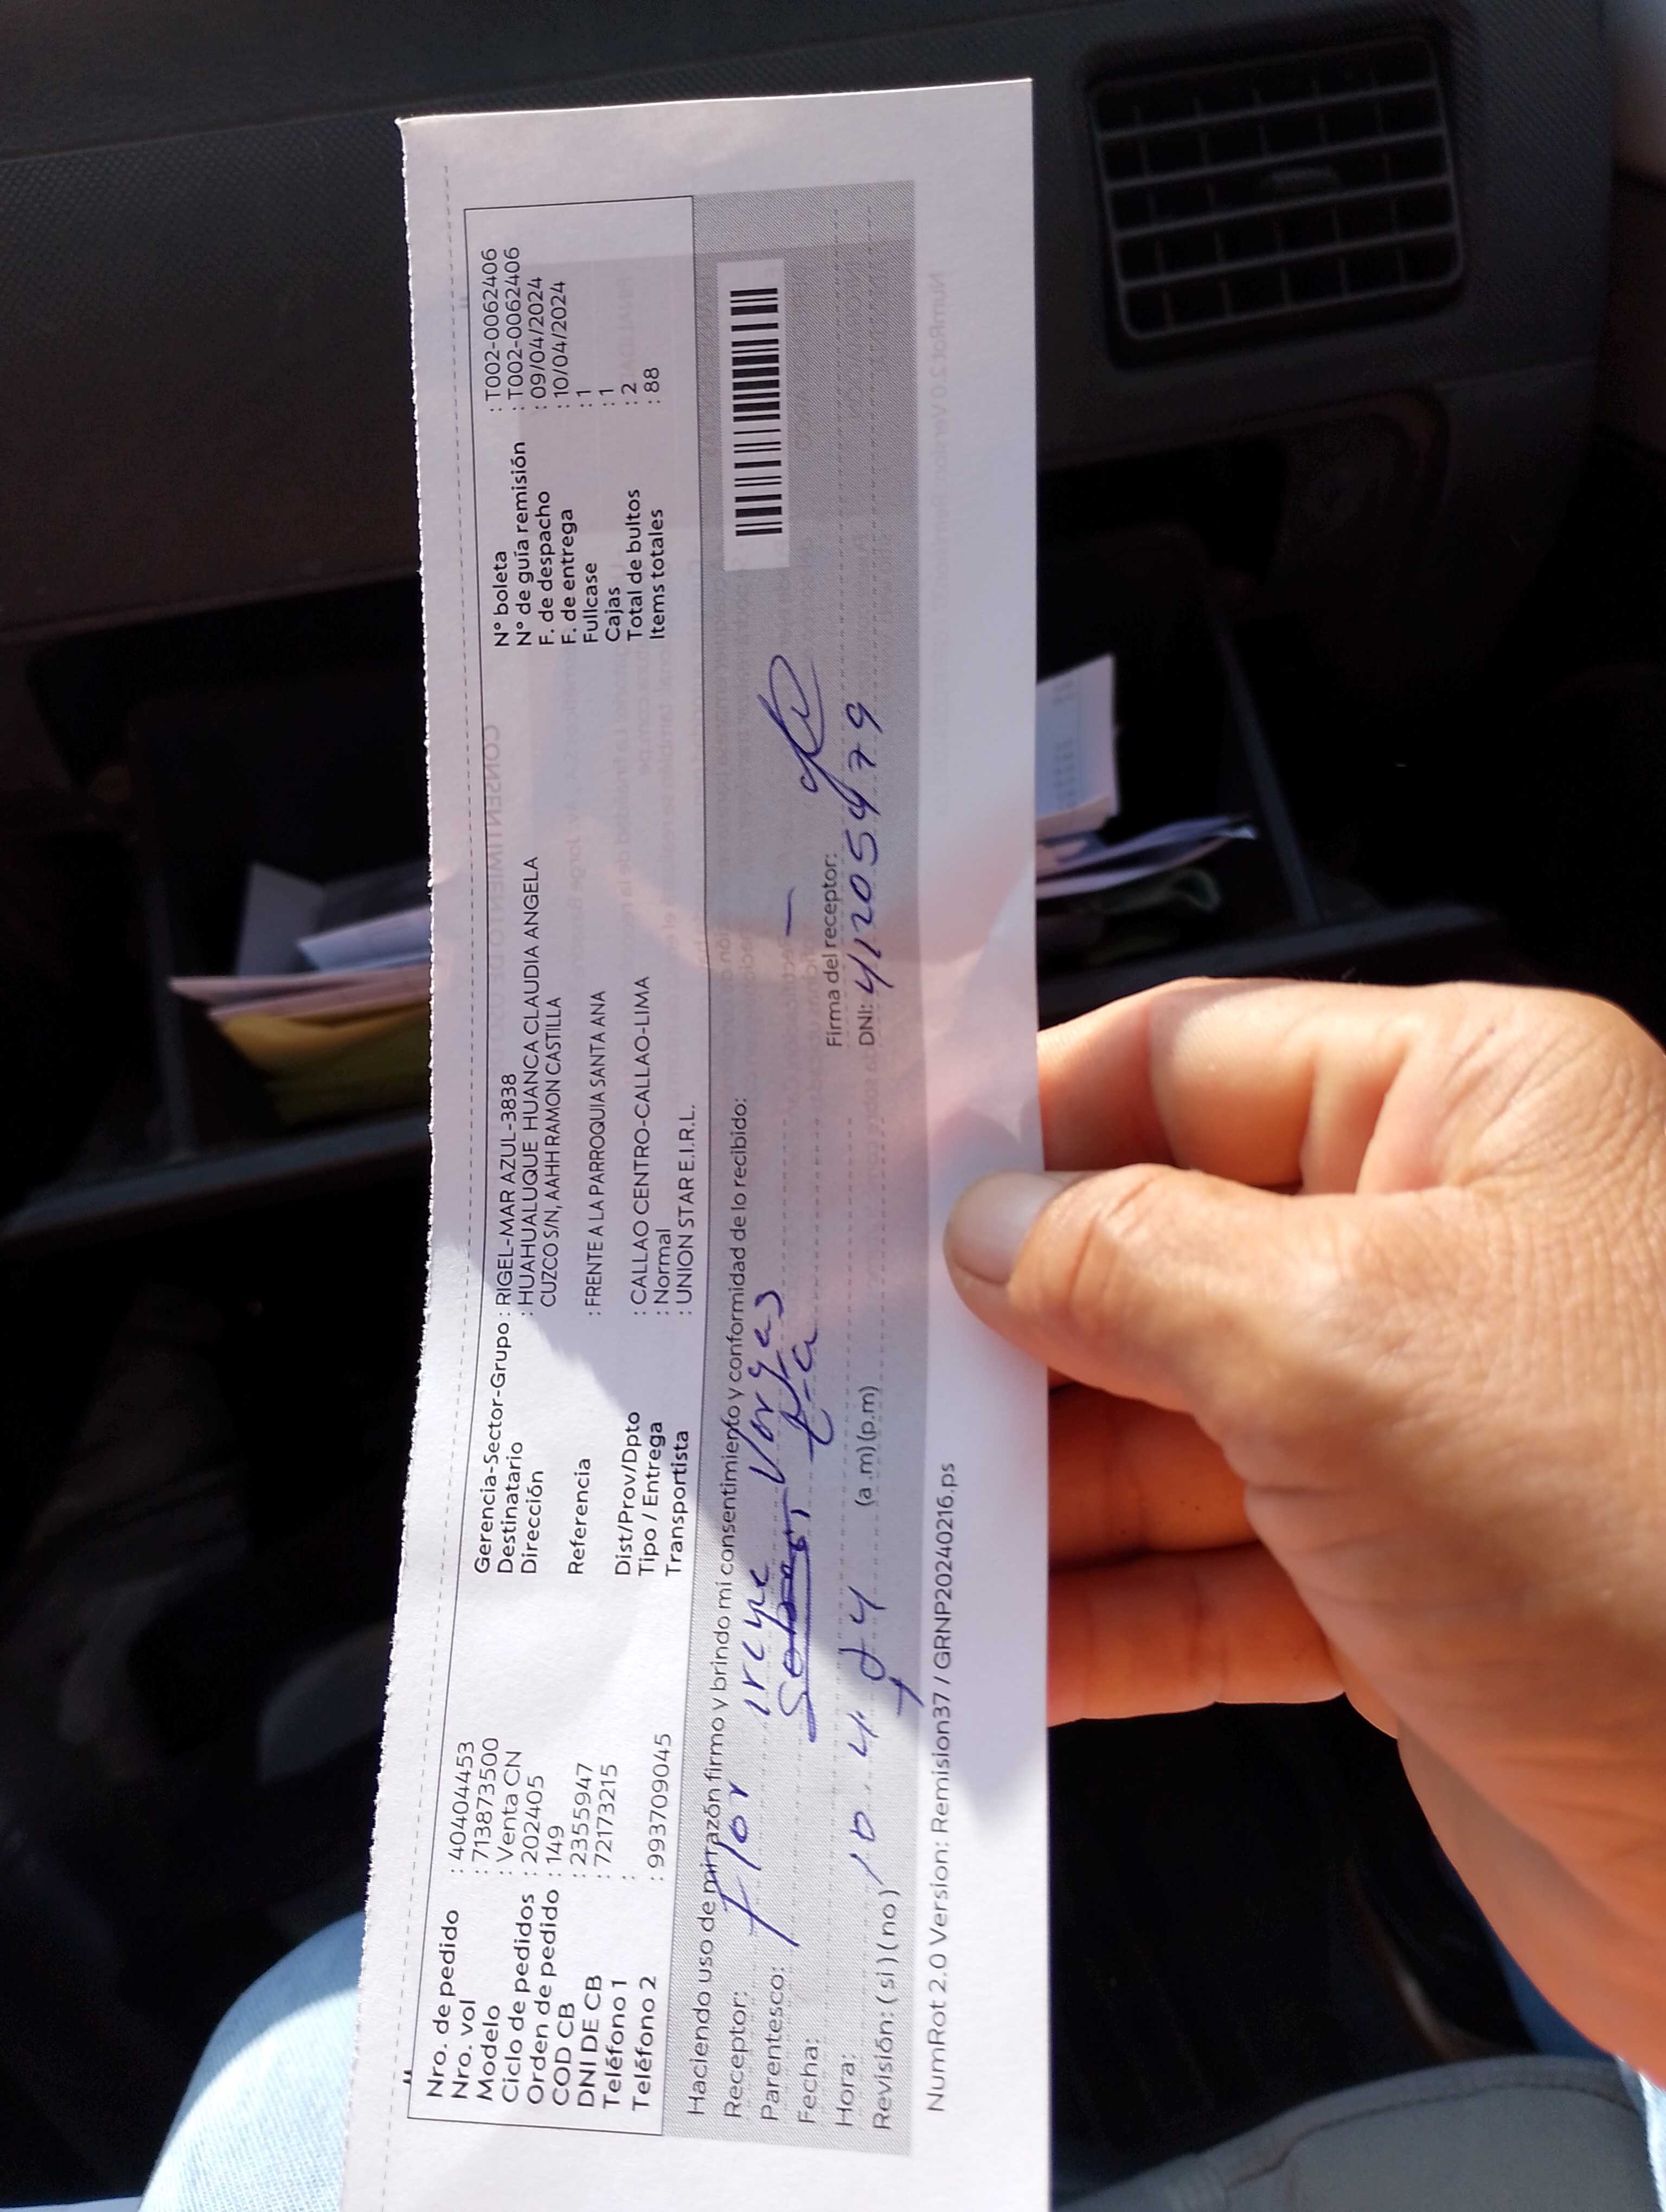 Nro. de pedido : 40404453
Nro. vol : 713873500
Modelo : Venta CN
Ciclo de pedidos : 202405
Orden de pedido : 149
COD CB : 2355947
DNI DE CB : 72173215
Teléfono 1 :
Teléfono 2 : 993709045
Gerencia-Sector-Grupo : RIGEL-MAR AZUL-3838
Destinatario : HUAHUALUQUE HUANCA CLAUDIA ANGELA
Dirección CUZCO S/N, AAHH RAMON CASTILLA
Referencia : FRENTE A LA PARROQUIA SANTA ANA
Dist/Prov/Dpto : CALLAO CENTRO-CALLAO-LIMA
Tipo / Entrega : Normal
Transportista : UNION STAR E.I.R.L.
N° boleta : T002-0062406
N° de guía remisión : T002-0062406
F. de despacho : 09/04/2024
F. de entrega : 10/04/2024
Fullcase : 1
Cajas : 1
Total de bultos : 2
Items totales : 88
Haciendo uso de mi razón firmo y brindo mi consentimiento y conformidad de lo recibido:
Receptor: Flor Vargas
Parentesco:
Fecha:
Hora: (a .m) (p.m)
Revisión: ( si ) ( no ) 10. 4. 24
Firma del receptor:
DNI: 41205479
NumRot 2.0 Version: Remision37 / GRNP20240216.ps